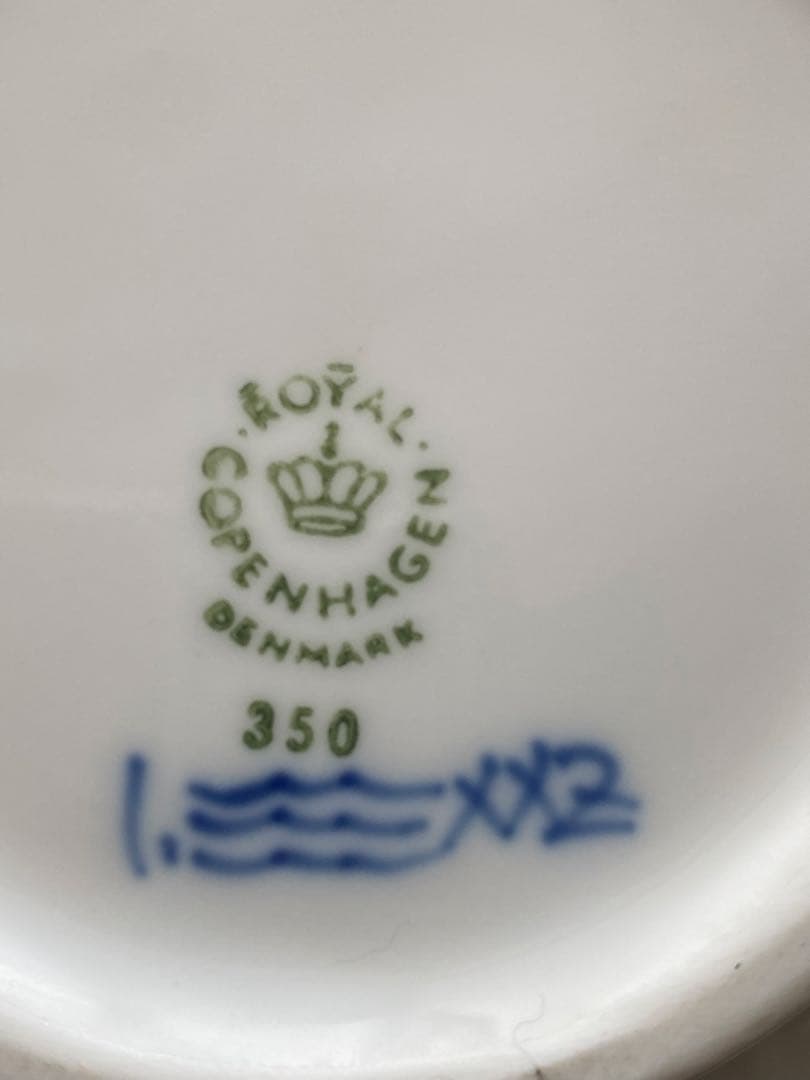 ·ROYAL·
COPENHAGEN
DENMARK
350
1. XX2